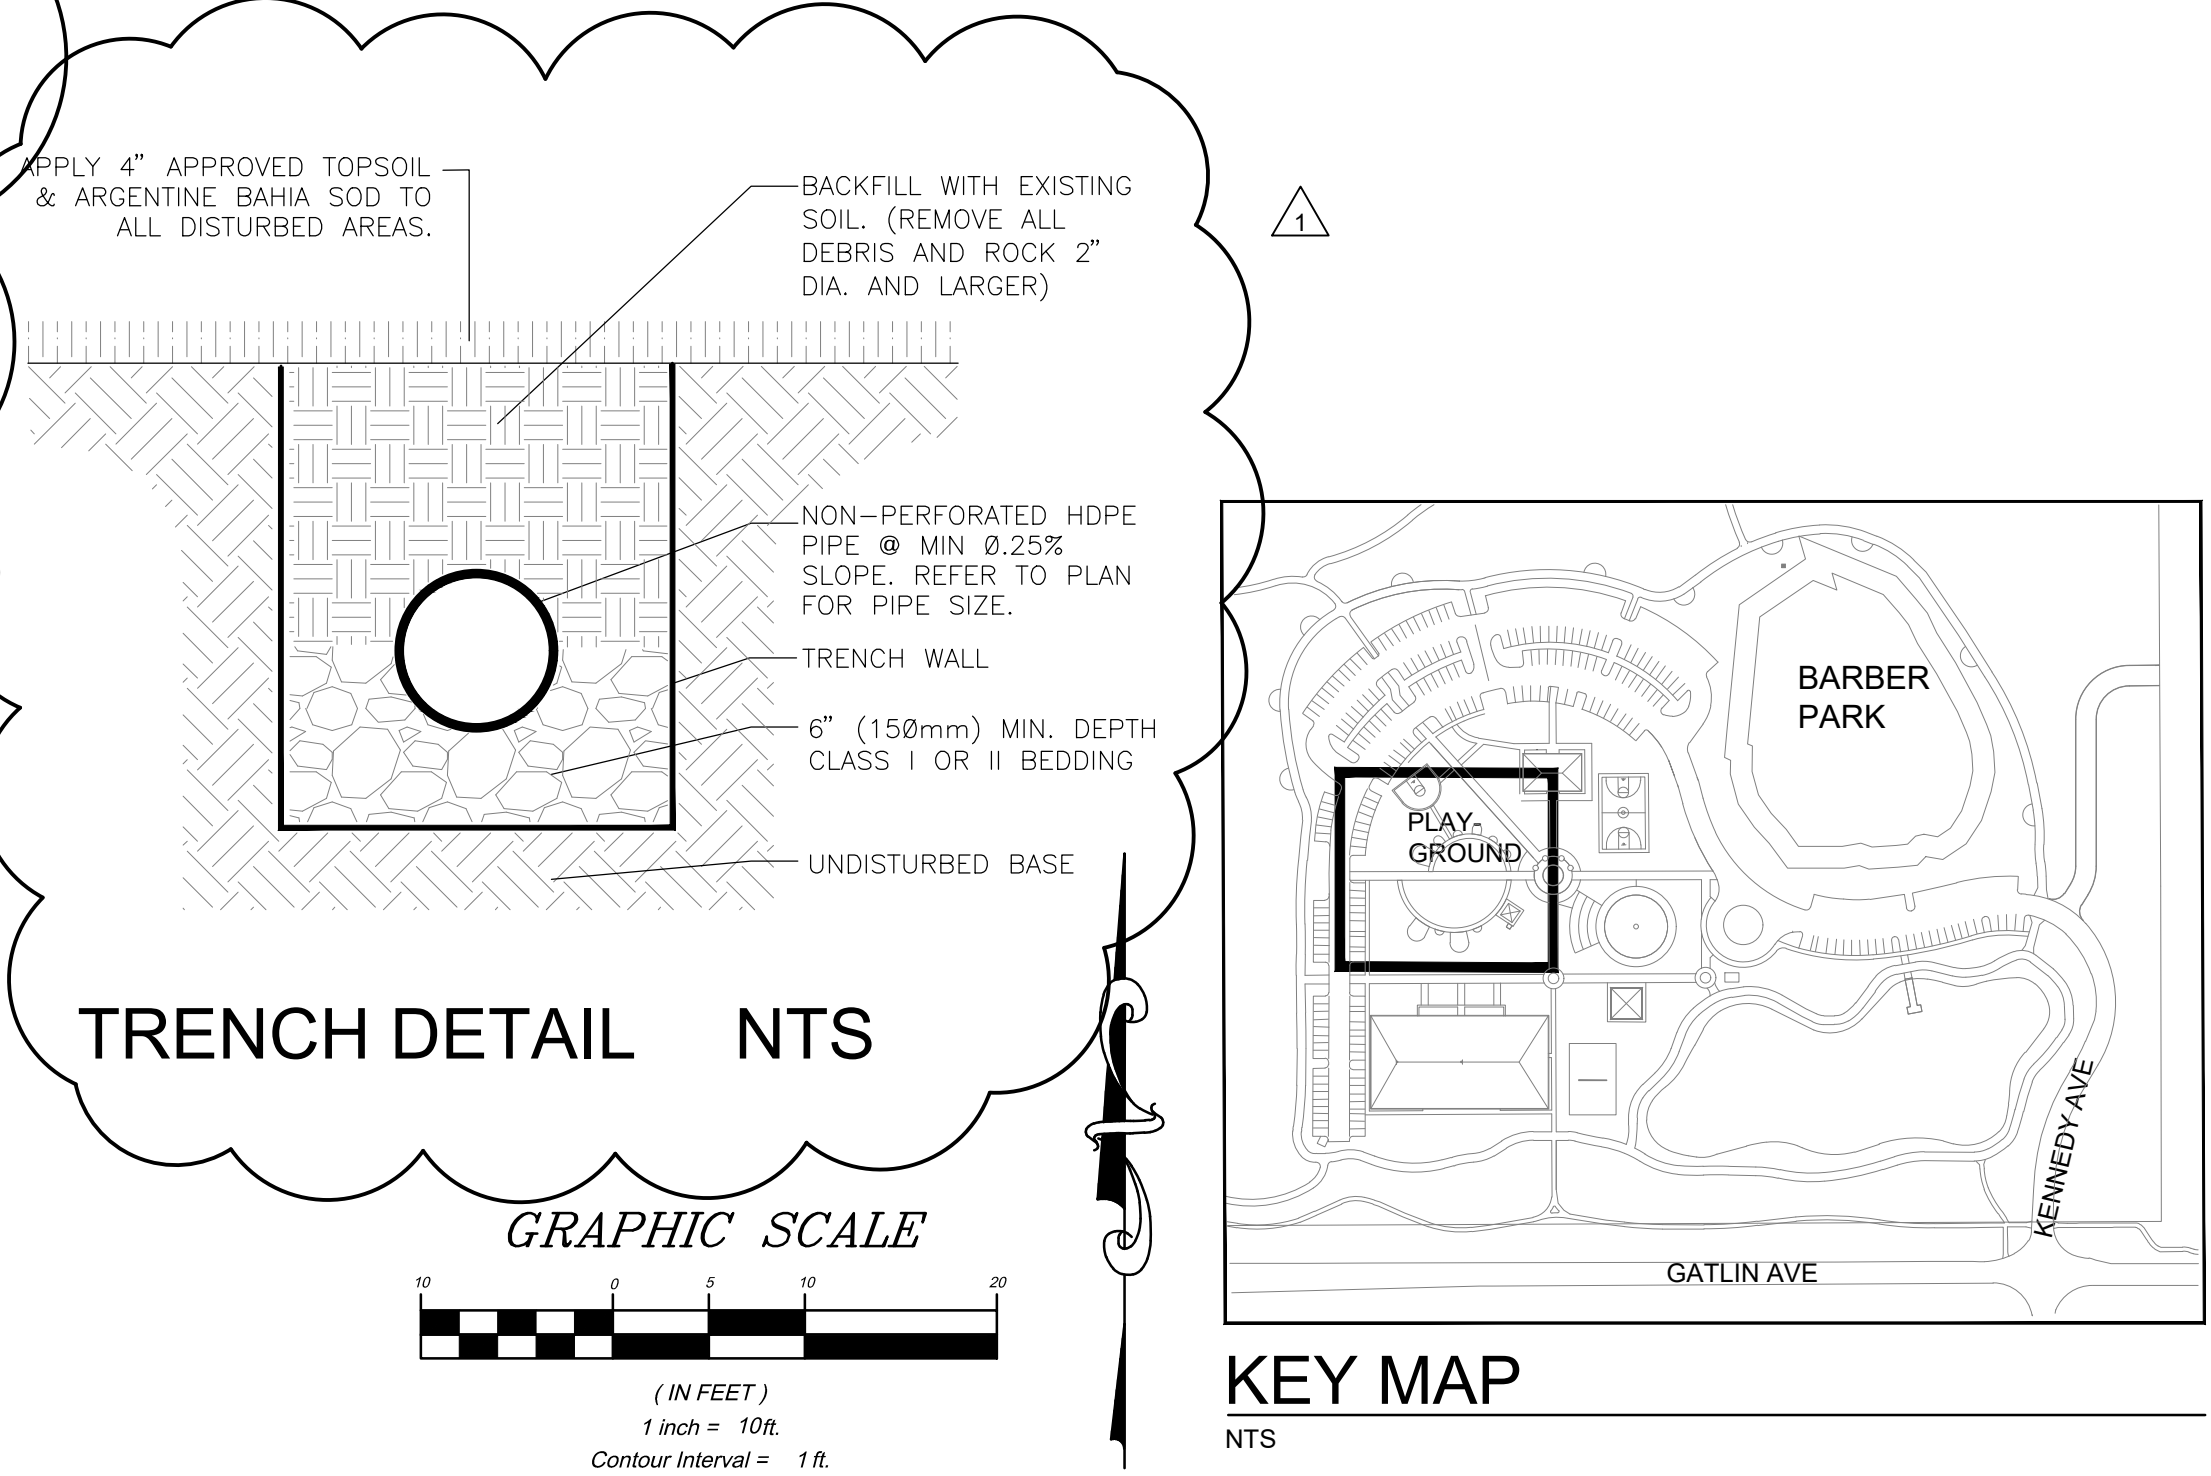 APPLY 4” APPROVED TOPSOIL
& ARGENTINE BAHIA SOD TO
ALL DISTURBED AREAS.
BACKFILL WITH EXISTING
SOIL. (REMOVE ALL
DEBRIS AND ROCK 2”
DIA. AND LARGER)
1
NON-PERFORATED HDPE
PIPE @ MIN 0.25%
SLOPE. REFER TO PLAN
FOR PIPE SIZE.
TRENCH WALL
6” (150mm) MIN. DEPTH
CLASS I OR II BEDDING
UNDISTURBED BASE
TRENCH DETAIL NTS
GRAPHIC SCALE
10 0 5 10 20
( IN FEET )
1 inch = 10 ft.
Contour Interval = 1 ft.
BARBER
PARK
PLAY-
GROUND
KENNEDY AVE
GATLIN AVE
KEY MAP
NTS